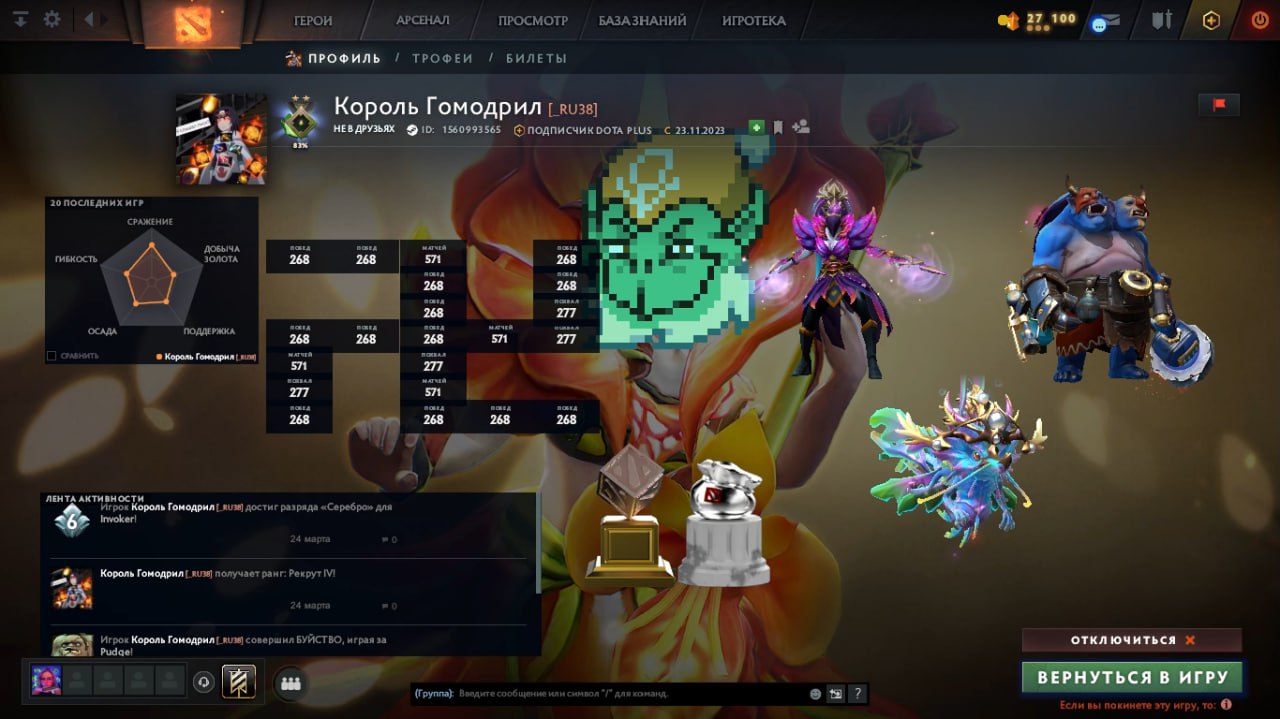 ГЕРОИ АРСЕНАЛ ПРОСМОТР БАЗА ЗНАНИЙ ИГРОТЕКА 27 100
ПРОФИЛЬ / ТРОФЕИ / БИЛЕТЫ
Король Гомодрил [_RU38]
НЕ В ДРУЗЬЯХ ID: 1560993565 ПОДПИСЧИК DOTA PLUS С 23.11.2023
83%
20 ПОСЛЕДНИХ ИГР
СРАЖЕНИЕ
ГИБКОСТЬ
ДОБЫЧА
ЗОЛОТА
ОСАДА
ПОДДЕРЖКА
СРАВНИТЬ
Король Гомодрил [_RU38]
ПОБЕД ПОБЕД МАТЧЕЙ ПОБЕД
268 268 571 268
ПОБЕД ПОБЕД
268 268
ПОБЕД ПОХВАЛ
268 277
ПОБЕД ПОБЕД ПОБЕД МАТЧЕЙ ПОХВАЛ
268 268 268 571 277
МАТЧЕЙ ПОХВАЛ
571 277
ПОХВАЛ МАТЧЕЙ
277 571
ПОБЕД ПОБЕД ПОБЕД ПОБЕД
268 268 268 268
ЛЕНТА АКТИВНОСТИ
6
Игрок Король Гомодрил [_RU38] достиг разряда «Серебро» для
Invoker!
24 марта 0
Король Гомодрил [_RU38] получает ранг: Рекрут IV!
24 марта 0
Игрок Король Гомодрил [_RU38] совершил БУЙСТВО, играя за
Pudge!
(Группа): Введите сообщение или символ "/" для команд. ?
ОТКЛЮЧИТЬСЯ
ВЕРНУТЬСЯ В ИГРУ
Если вы покинете эту игру, то: